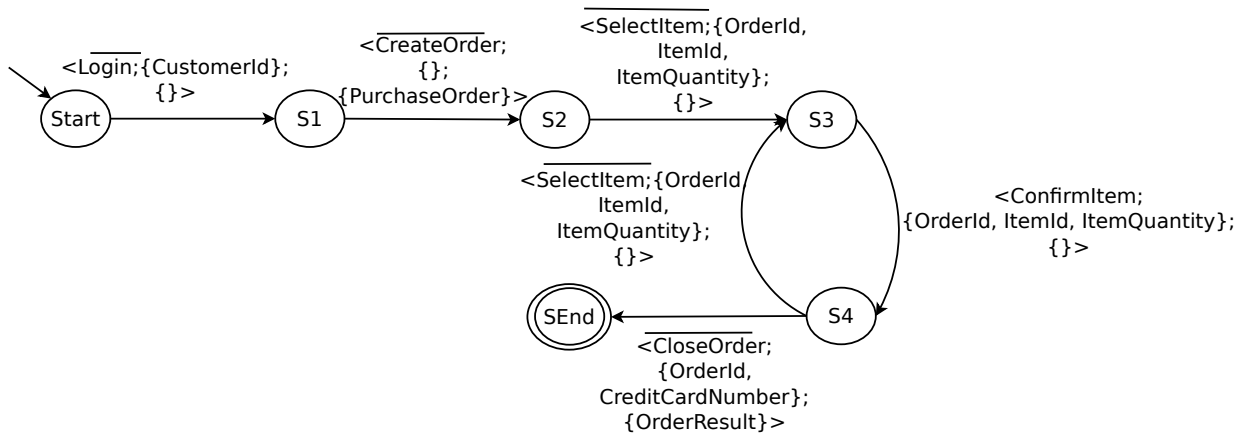 <Login;{CustomerId};
{}>
<CreateOrder;
{};
{PurchaseOrder}>
<SelectItem;{OrderId,
ItemId,
ItemQuantity};
{}>
Start
S1
S2
S3
<SelectItem;{OrderId,
ItemId,
ItemQuantity};
{}>
<ConfirmItem;
{OrderId, ItemId, ItemQuantity};
{}>
SEnd
S4
<CloseOrder;
{OrderId,
CreditCardNumber};
{OrderResult}>